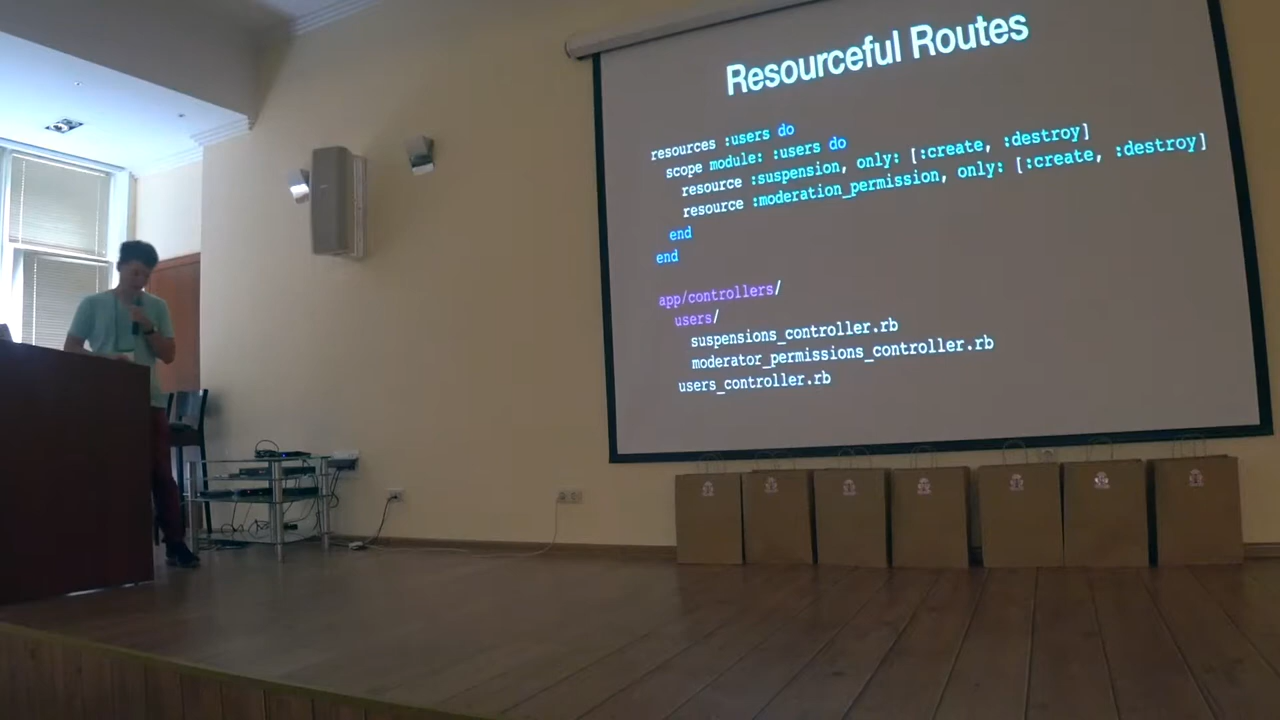 Resourceful Routes
resources :users do
scope module: :users do
resource :suspension, only: [:create, :destroy]
resource :moderation_permission, only: [:create, :destroy]
end
end
app/controllers/
users/
suspensions_controller.rb
moderator_permissions_controller.rb
users_controller.rb